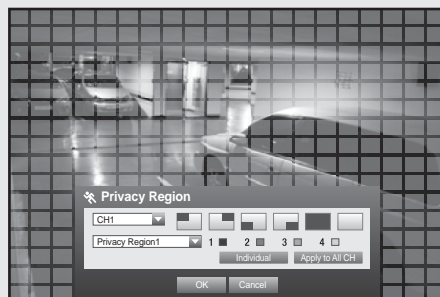 Privacy Region
CH1
Privacy Region1 1 2 3 4
Individual Apply to All CH
OK Cancel